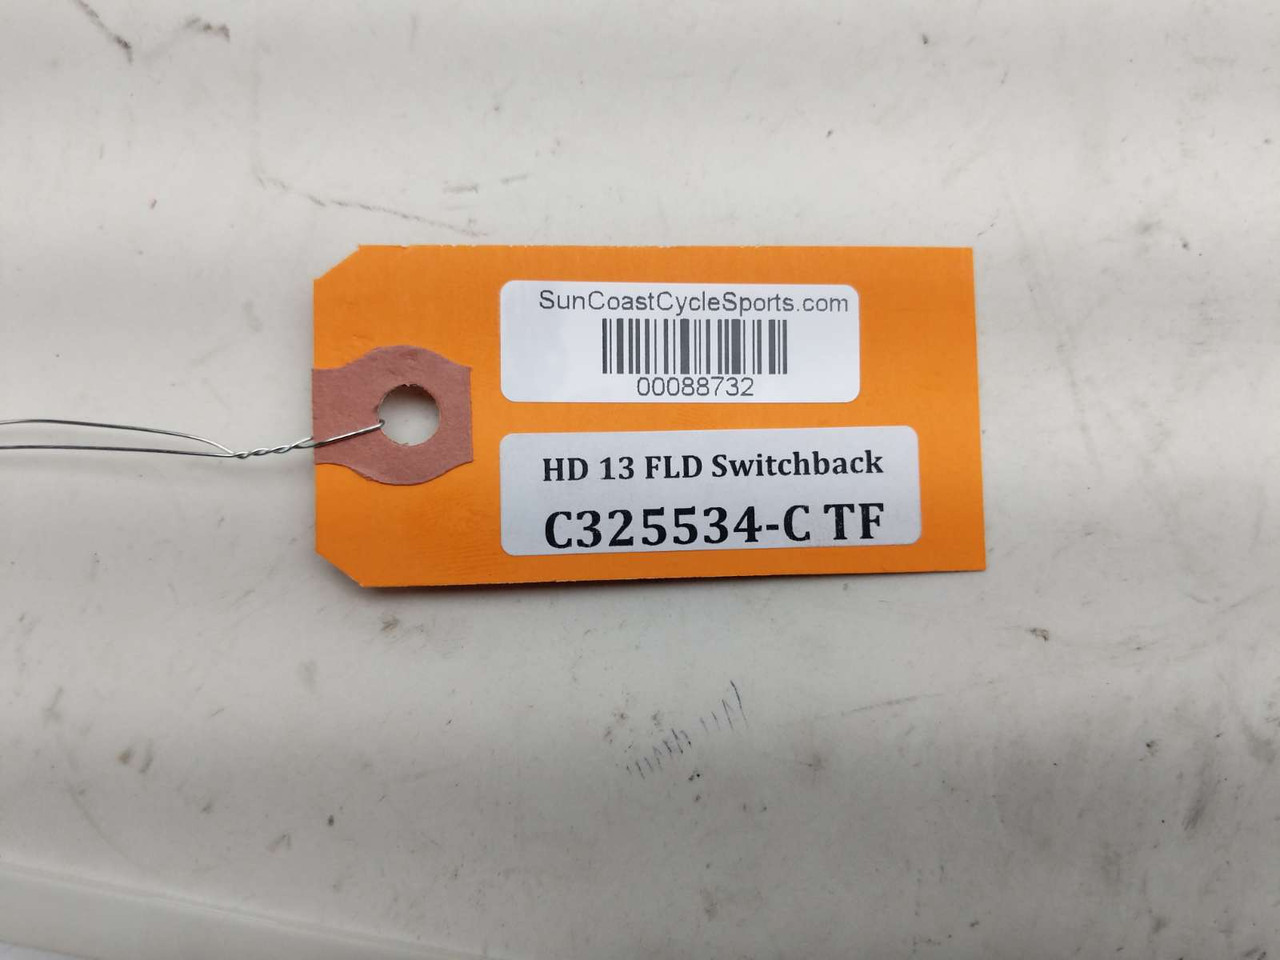 SunCoastCycleSports.com
00088732
HD 13 FLD Switchback
C325534-C TF